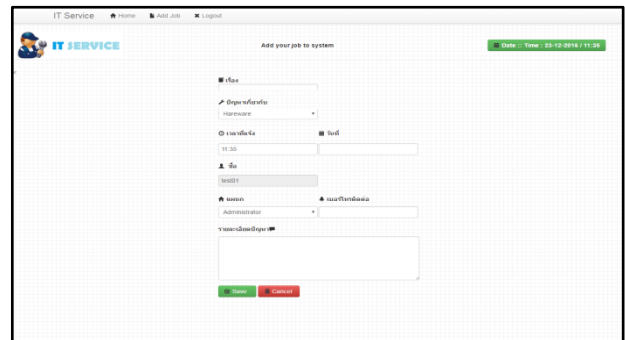 IT Service Home Add Job Logout
IT SERVICE
Add your job to system
Date :: Time : 23-12-2016 / 11:35
เรื่อง
ปัญหาเกี่ยวกับ
Hareware
เวลาที่แจ้ง วันที่
11:35
ชื่อ
test01
แผนก เบอร์โทรติดต่อ
Administrator
รายละเอียดปัญหา
Save Cancel